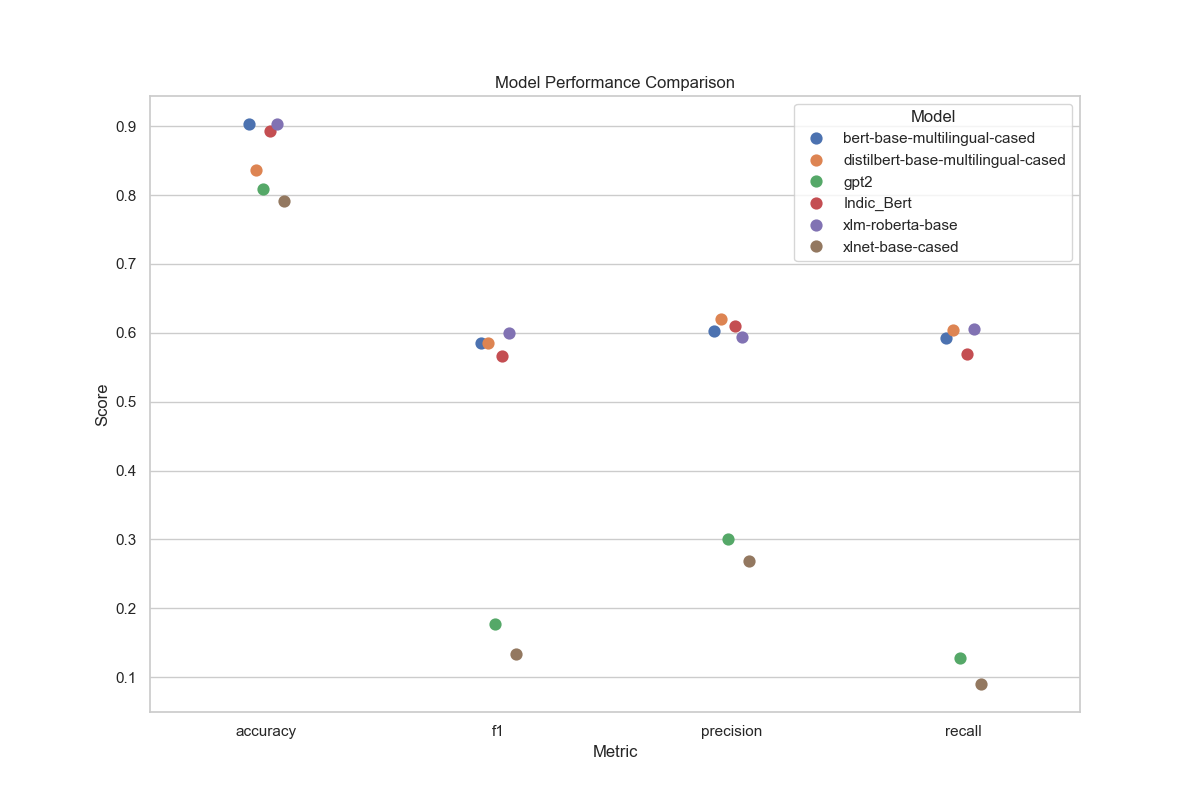 Model Performance Comparison
Model
bert-base-multilingual-cased
distilbert-base-multilingual-cased
gpt2
Indic_Bert
xlm-roberta-base
xlnet-base-cased
0.9
0.8
0.7
0.6
0.5
0.4
0.3
0.2
0.1
Score
accuracy f1 precision recall
Metric